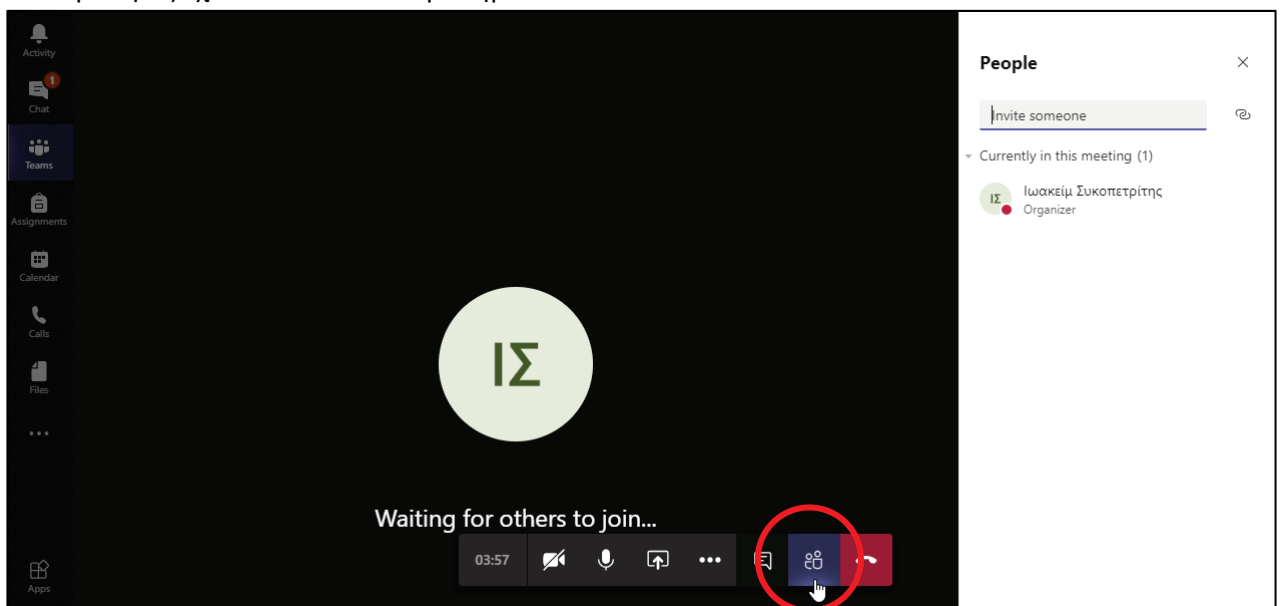 Activity
1
Chat
Teams
Assignments
Calendar
Calls
Files
Apps
ΙΣ
Waiting for others to join...
03:57
People
Invite someone
Currently in this meeting (1)
ΙΣ
Ιωακείμ Συκοπετρίτης
Organizer